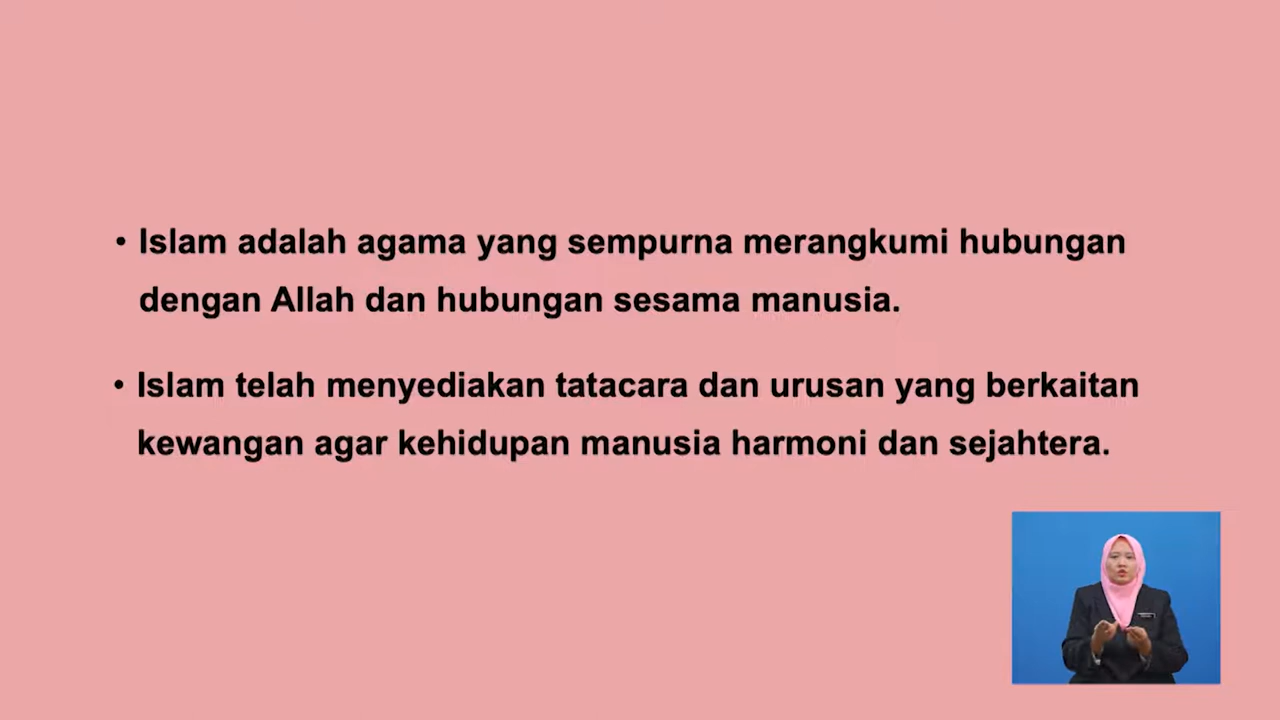 • Islam adalah agama yang sempurna merangkumi hubungan
dengan Allah dan hubungan sesama manusia.
• Islam telah menyediakan tatacara dan urusan yang berkaitan
kewangan agar kehidupan manusia harmoni dan sejahtera.